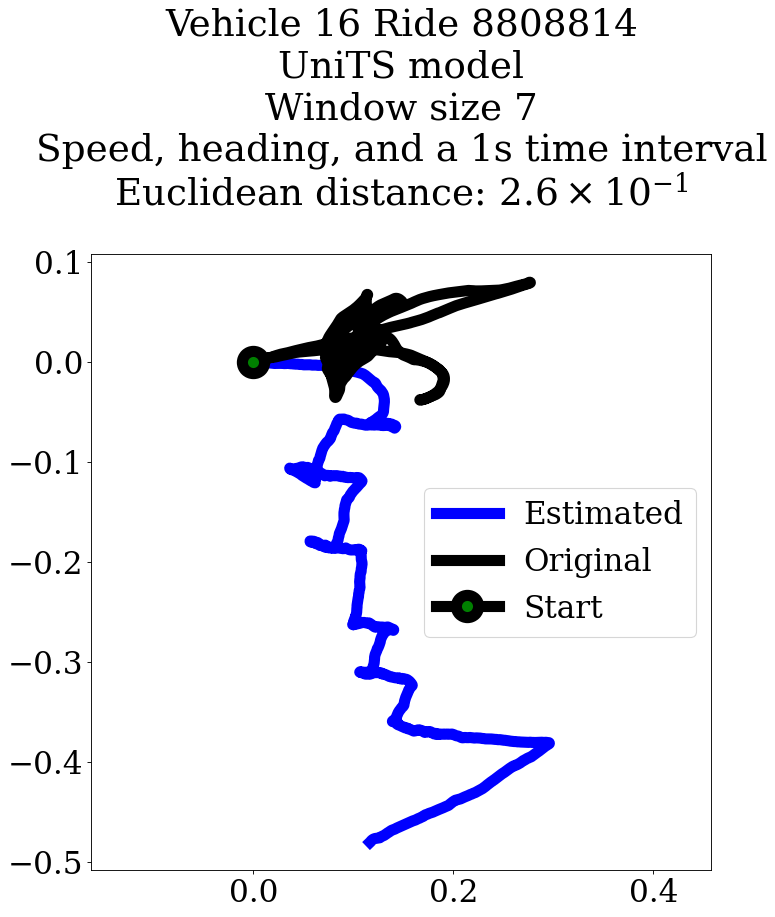 Vehicle 16 Ride 8808814
UniTS model
Window size 7
Speed, heading, and a 1s time interval
Euclidean distance: 2.6 × 10⁻¹
0.1
0.0
−0.1
−0.2
−0.3
−0.4
−0.5
Estimated
Original
Start
0.0 0.2 0.4